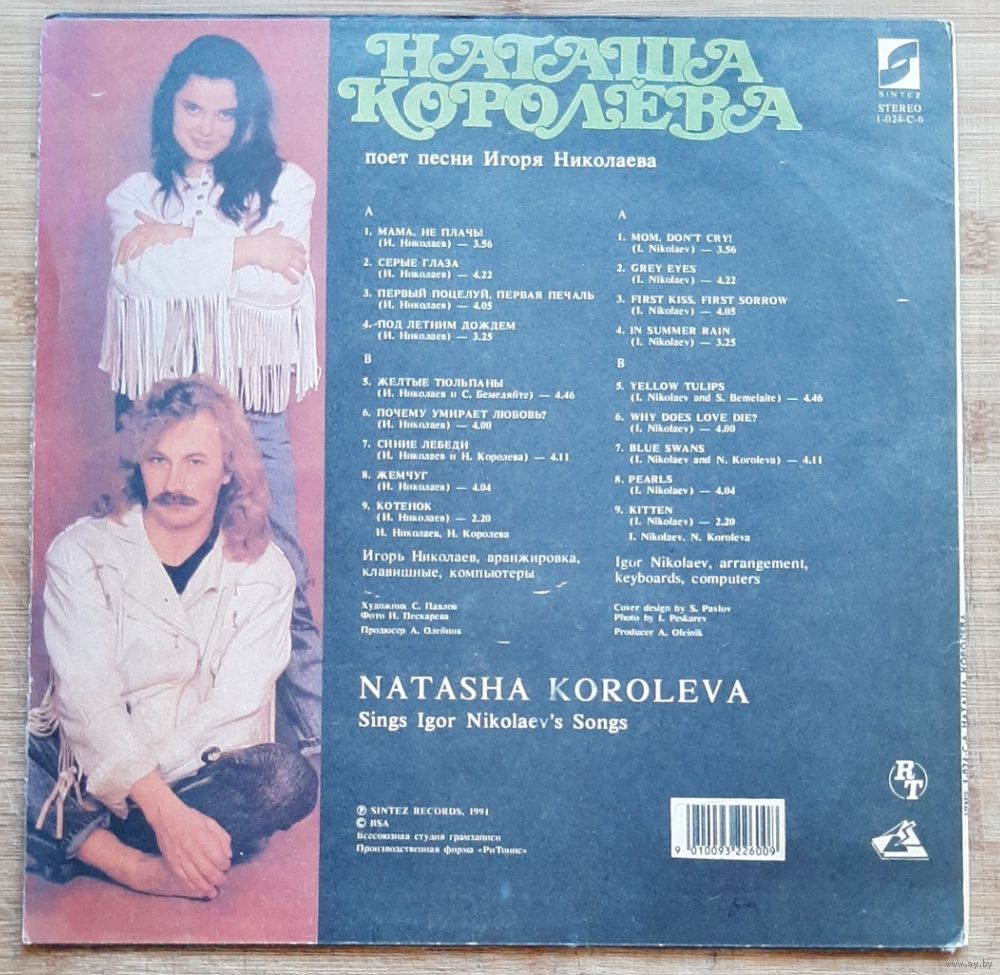 НАТАША
КОРОЛЁВА
поет песни Игоря Николаева
SINTEZ
STEREO
1-024-C-6
A
1. МАМА, НЕ ПЛАЧЬ!
(И. Николаев) — 3.56
2. СЕРЫЕ ГЛАЗА
(И. Николаев) — 4.22
3. ПЕРВЫЙ ПОЦЕЛУЙ, ПЕРВАЯ ПЕЧАЛЬ
(И. Николаев) — 4.05
4. ПОД ЛЕТНИМ ДОЖДЕМ
(И. Николаев) — 3.25
B
5. ЖЕЛТЫЕ ТЮЛЬПАНЫ
(И. Николаев и С. Бемеляйте) — 4.46
6. ПОЧЕМУ УМИРАЕТ ЛЮБОВЬ?
(И. Николаев) — 4.00
7. СИНИЕ ЛЕБЕДИ
(И. Николаев и Н. Королева) — 4.11
8. ЖЕМЧУГ
(И. Николаев) — 4.04
9. КОТЕНОК
(И. Николаев) — 2.20
И. Николаев, Н. Королева
Игорь Николаев, аранжировка,
клавишные, компьютеры
Художник С. Павлов
Фото И. Пескарева
Продюсер А. Олейник
A
1. MOM, DON'T CRY!
(I. Nikolaev) — 3.56
2. GREY EYES
(I. Nikolaev) — 4.22
3. FIRST KISS, FIRST SORROW
(I. Nikolaev) — 4.05
4. IN SUMMER RAIN
(I. Nikolaev) — 3.25
B
5. YELLOW TULIPS
(I. Nikolaev and S. Bemelaite) — 4.46
6. WHY DOES LOVE DIE?
(I. Nikolaev) — 4.00
7. BLUE SWANS
(I. Nikolaev and N. Koroleva) — 4.11
8. PEARLS
(I. Nikolaev) — 4.04
9. KITTEN
(I. Nikolaev) — 2.20
I. Nikolaev, N. Koroleva
Igor Nikolaev, arrangement,
keyboards, computers
Cover design by S. Pavlov
Photo by I. Peskarev
Producer A. Oleinik
NATASHA KOROLEVA
Sings Igor Nikolaev's Songs
℗ SINTEZ RECORDS, 1991
© BSA
Всесоюзная студия грамзаписи
Производственная фирма «РиТонис»
9 010093 226009
RT
1-024-C-6 НАТАША КОРОЛЕВА
www.ay.by